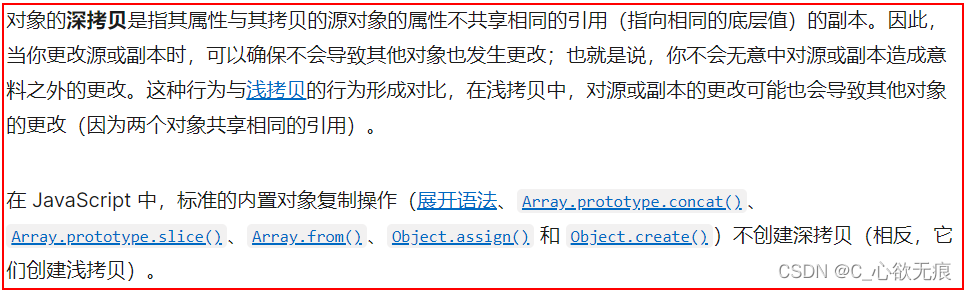 对象的深拷贝是指其属性与其拷贝的源对象的属性不共享相同的引用（指向相同的底层值）的副本。因此，
当你更改源或副本时，可以确保不会导致其他对象也发生更改；也就是说，你不会无意中对源或副本造成意
料之外的更改。这种行为与浅拷贝的行为形成对比，在浅拷贝中，对源或副本的更改可能也会导致其他对象
的更改（因为两个对象共享相同的引用）。
在 JavaScript 中，标准的内置对象复制操作（展开语法、Array.prototype.concat()、
Array.prototype.slice()、Array.from()、Object.assign() 和 Object.create()）不创建深拷贝（相反，它
们创建浅拷贝）。
CSDN @C_心欲无痕